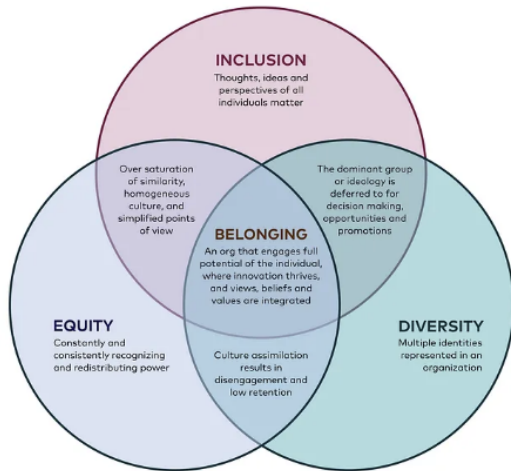 INCLUSION
Thoughts, ideas and
perspectives of all
individuals matter
Over saturation
of similarity,
homogeneous
culture, and
simplified points
of view
The dominant group
or ideology is
deferred to for
decision making,
opportunities and
promotions
BELONGING
An org that engages full
potential of the individual,
where innovation thrives,
and views, beliefs and
values are integrated
EQUITY
Constantly and
consistently recognizing
and redistributing power
DIVERSITY
Multiple identities
represented in an
organization
Culture assimilation
results in
disengagement and
low retention